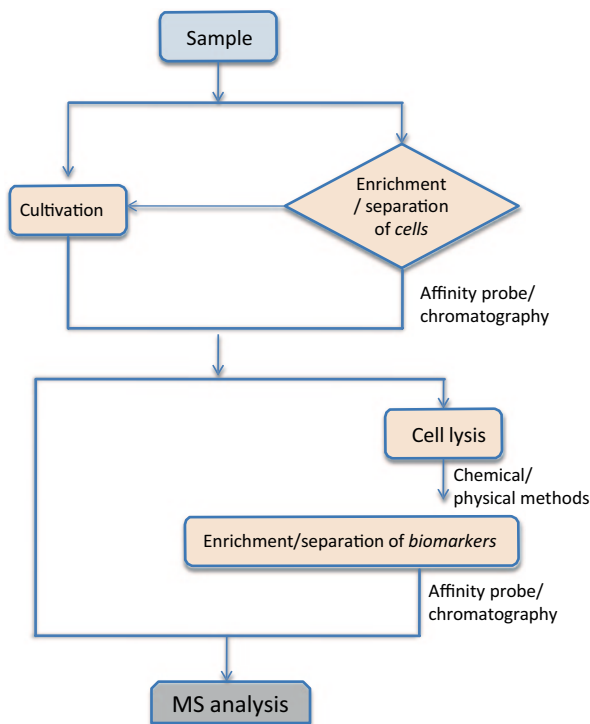 Sample
Cultivation
Enrichment
/ separation
of cells
Affinity probe/
chromatography
Cell lysis
Chemical/
physical methods
Enrichment/separation of biomarkers
Affinity probe/
chromatography
MS analysis